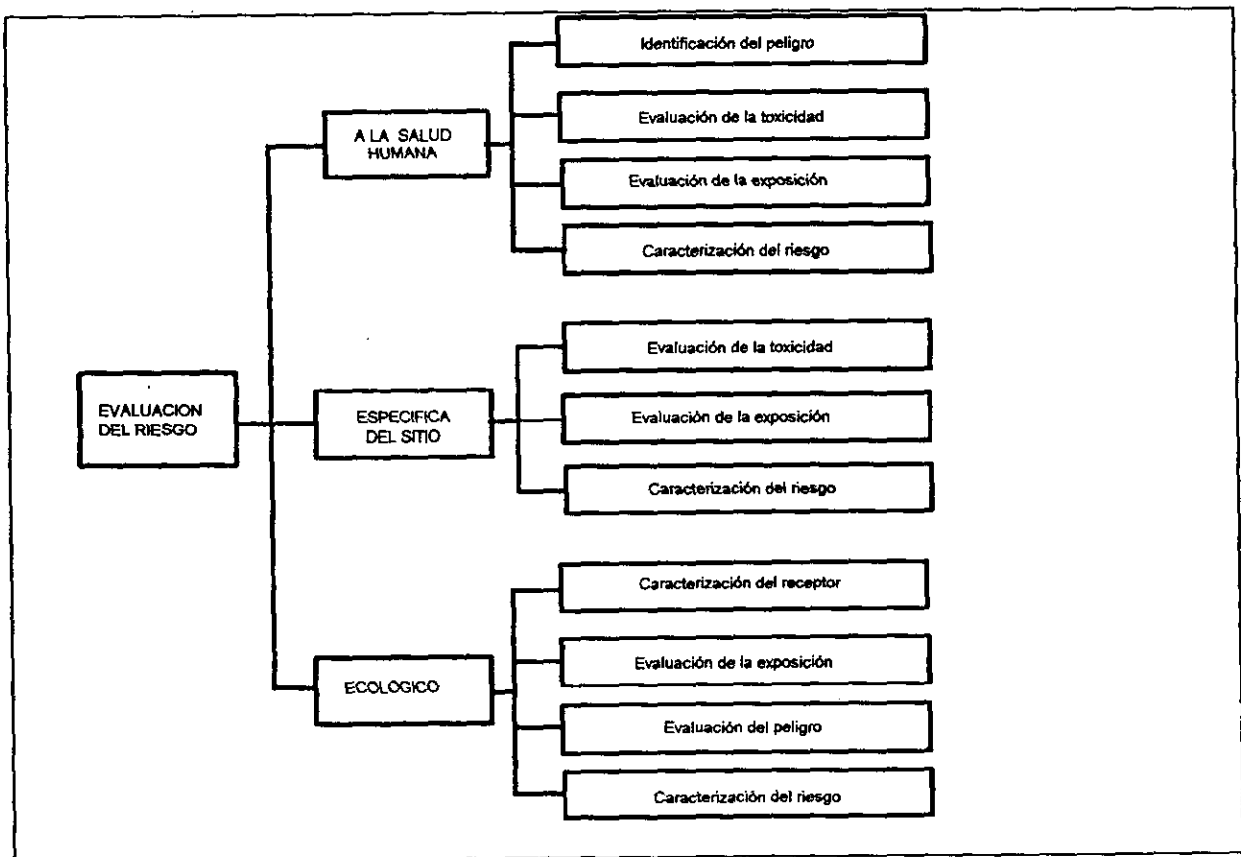 Identificación del peligro
A LA SALUD
HUMANA
Evaluación de la toxicidad
Evaluación de la exposición
Caracterización del riesgo
EVALUACION
DEL RIESGO
ESPECIFICA
DEL SITIO
Evaluación de la toxicidad
Evaluación de la exposición
Caracterización del riesgo
ECOLOGICO
Caracterización del receptor
Evaluación de la exposición
Evaluación del peligro
Caracterización del riesgo